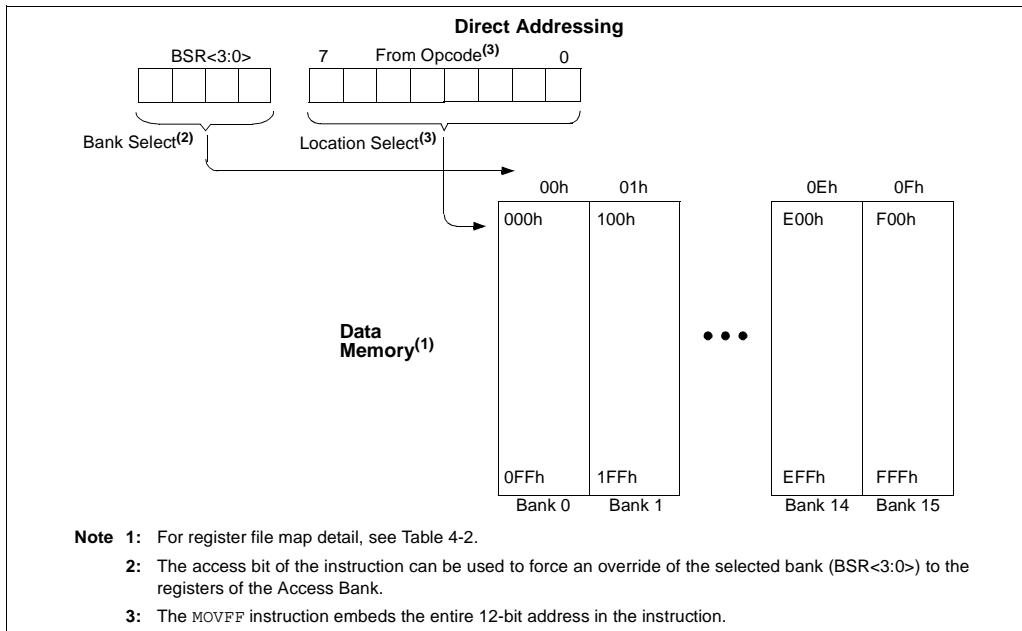 Direct Addressing
BSR<3:0> 7 From Opcode(3) 0
Bank Select(2) Location Select(3)
00h 01h 0Eh 0Fh
000h 100h E00h F00h
Data
Memory(1)
0FFh 1FFh EFFh FFFh
Bank 0 Bank 1 Bank 14 Bank 15
Note 1: For register file map detail, see Table 4-2.
2: The access bit of the instruction can be used to force an override of the selected bank (BSR<3:0>) to the
registers of the Access Bank.
3: The MOVFF instruction embeds the entire 12-bit address in the instruction.